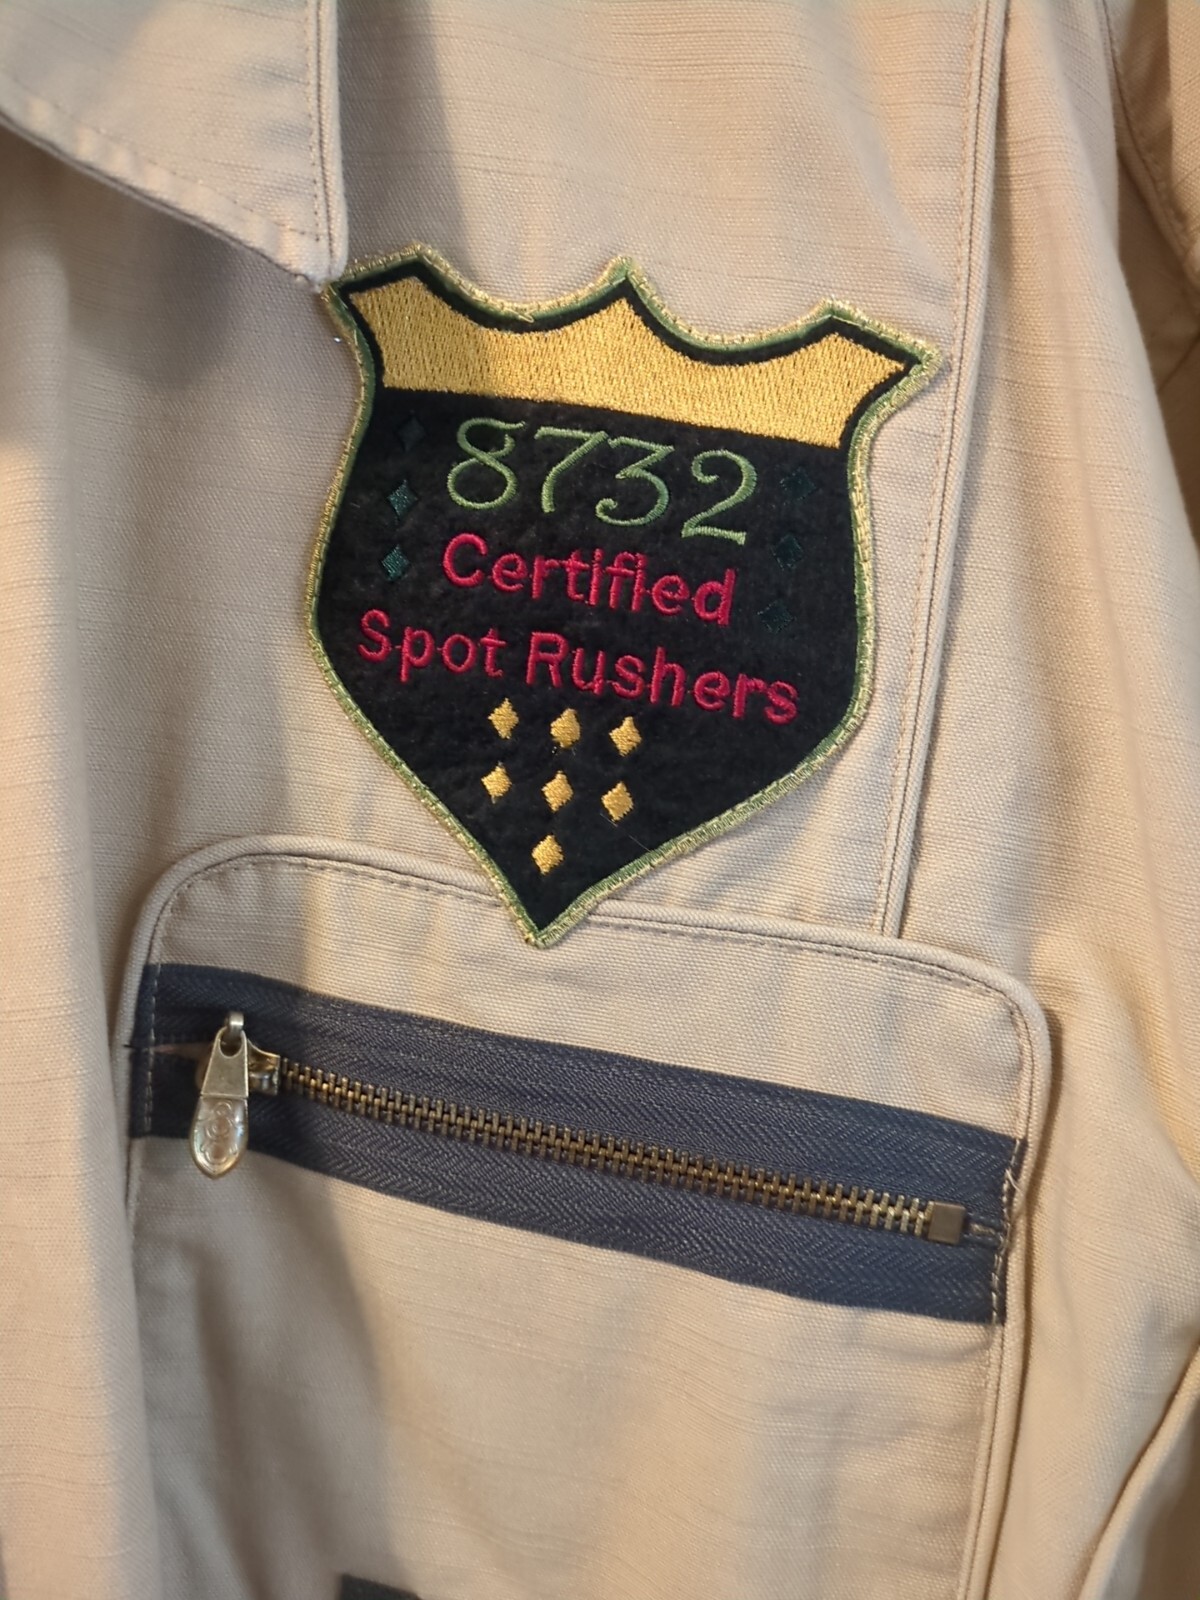 8732
Certified
Spot Rushers